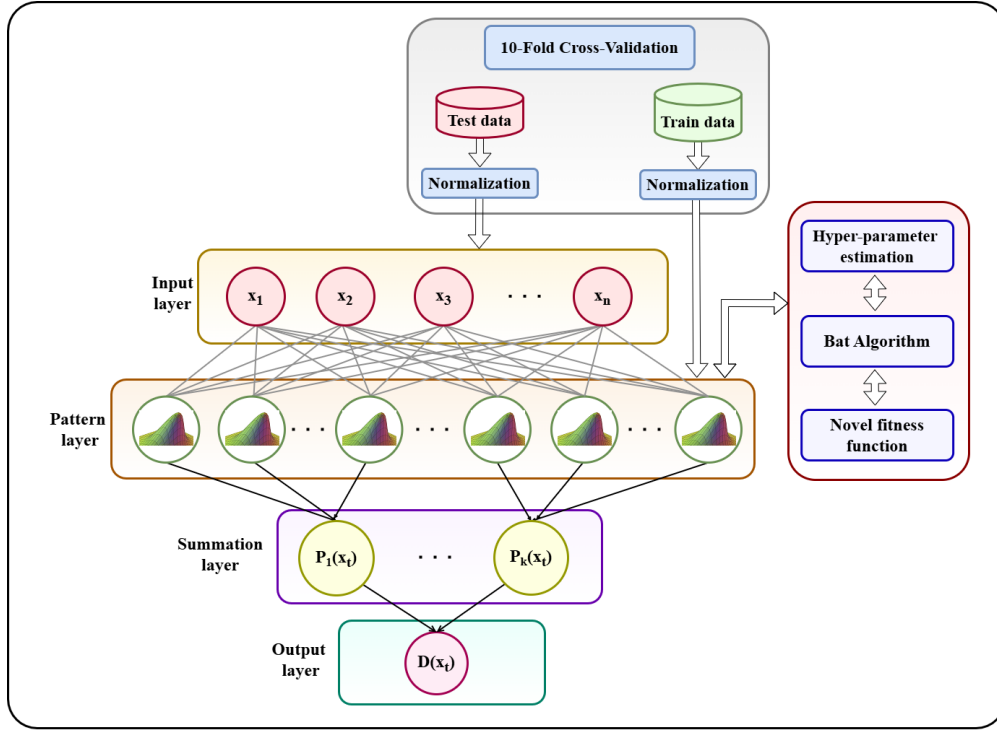 10-Fold Cross-Validation
Test data
Train data
Normalization
Normalization
Hyper-parameter
estimation
Bat Algorithm
Novel fitness
function
Input
layer
x1
x2
x3
. . .
xn
Pattern
layer
. . .
. . .
. . .
Summation
layer
P1(xt)
. . .
Pk(xt)
Output
layer
D(xt)